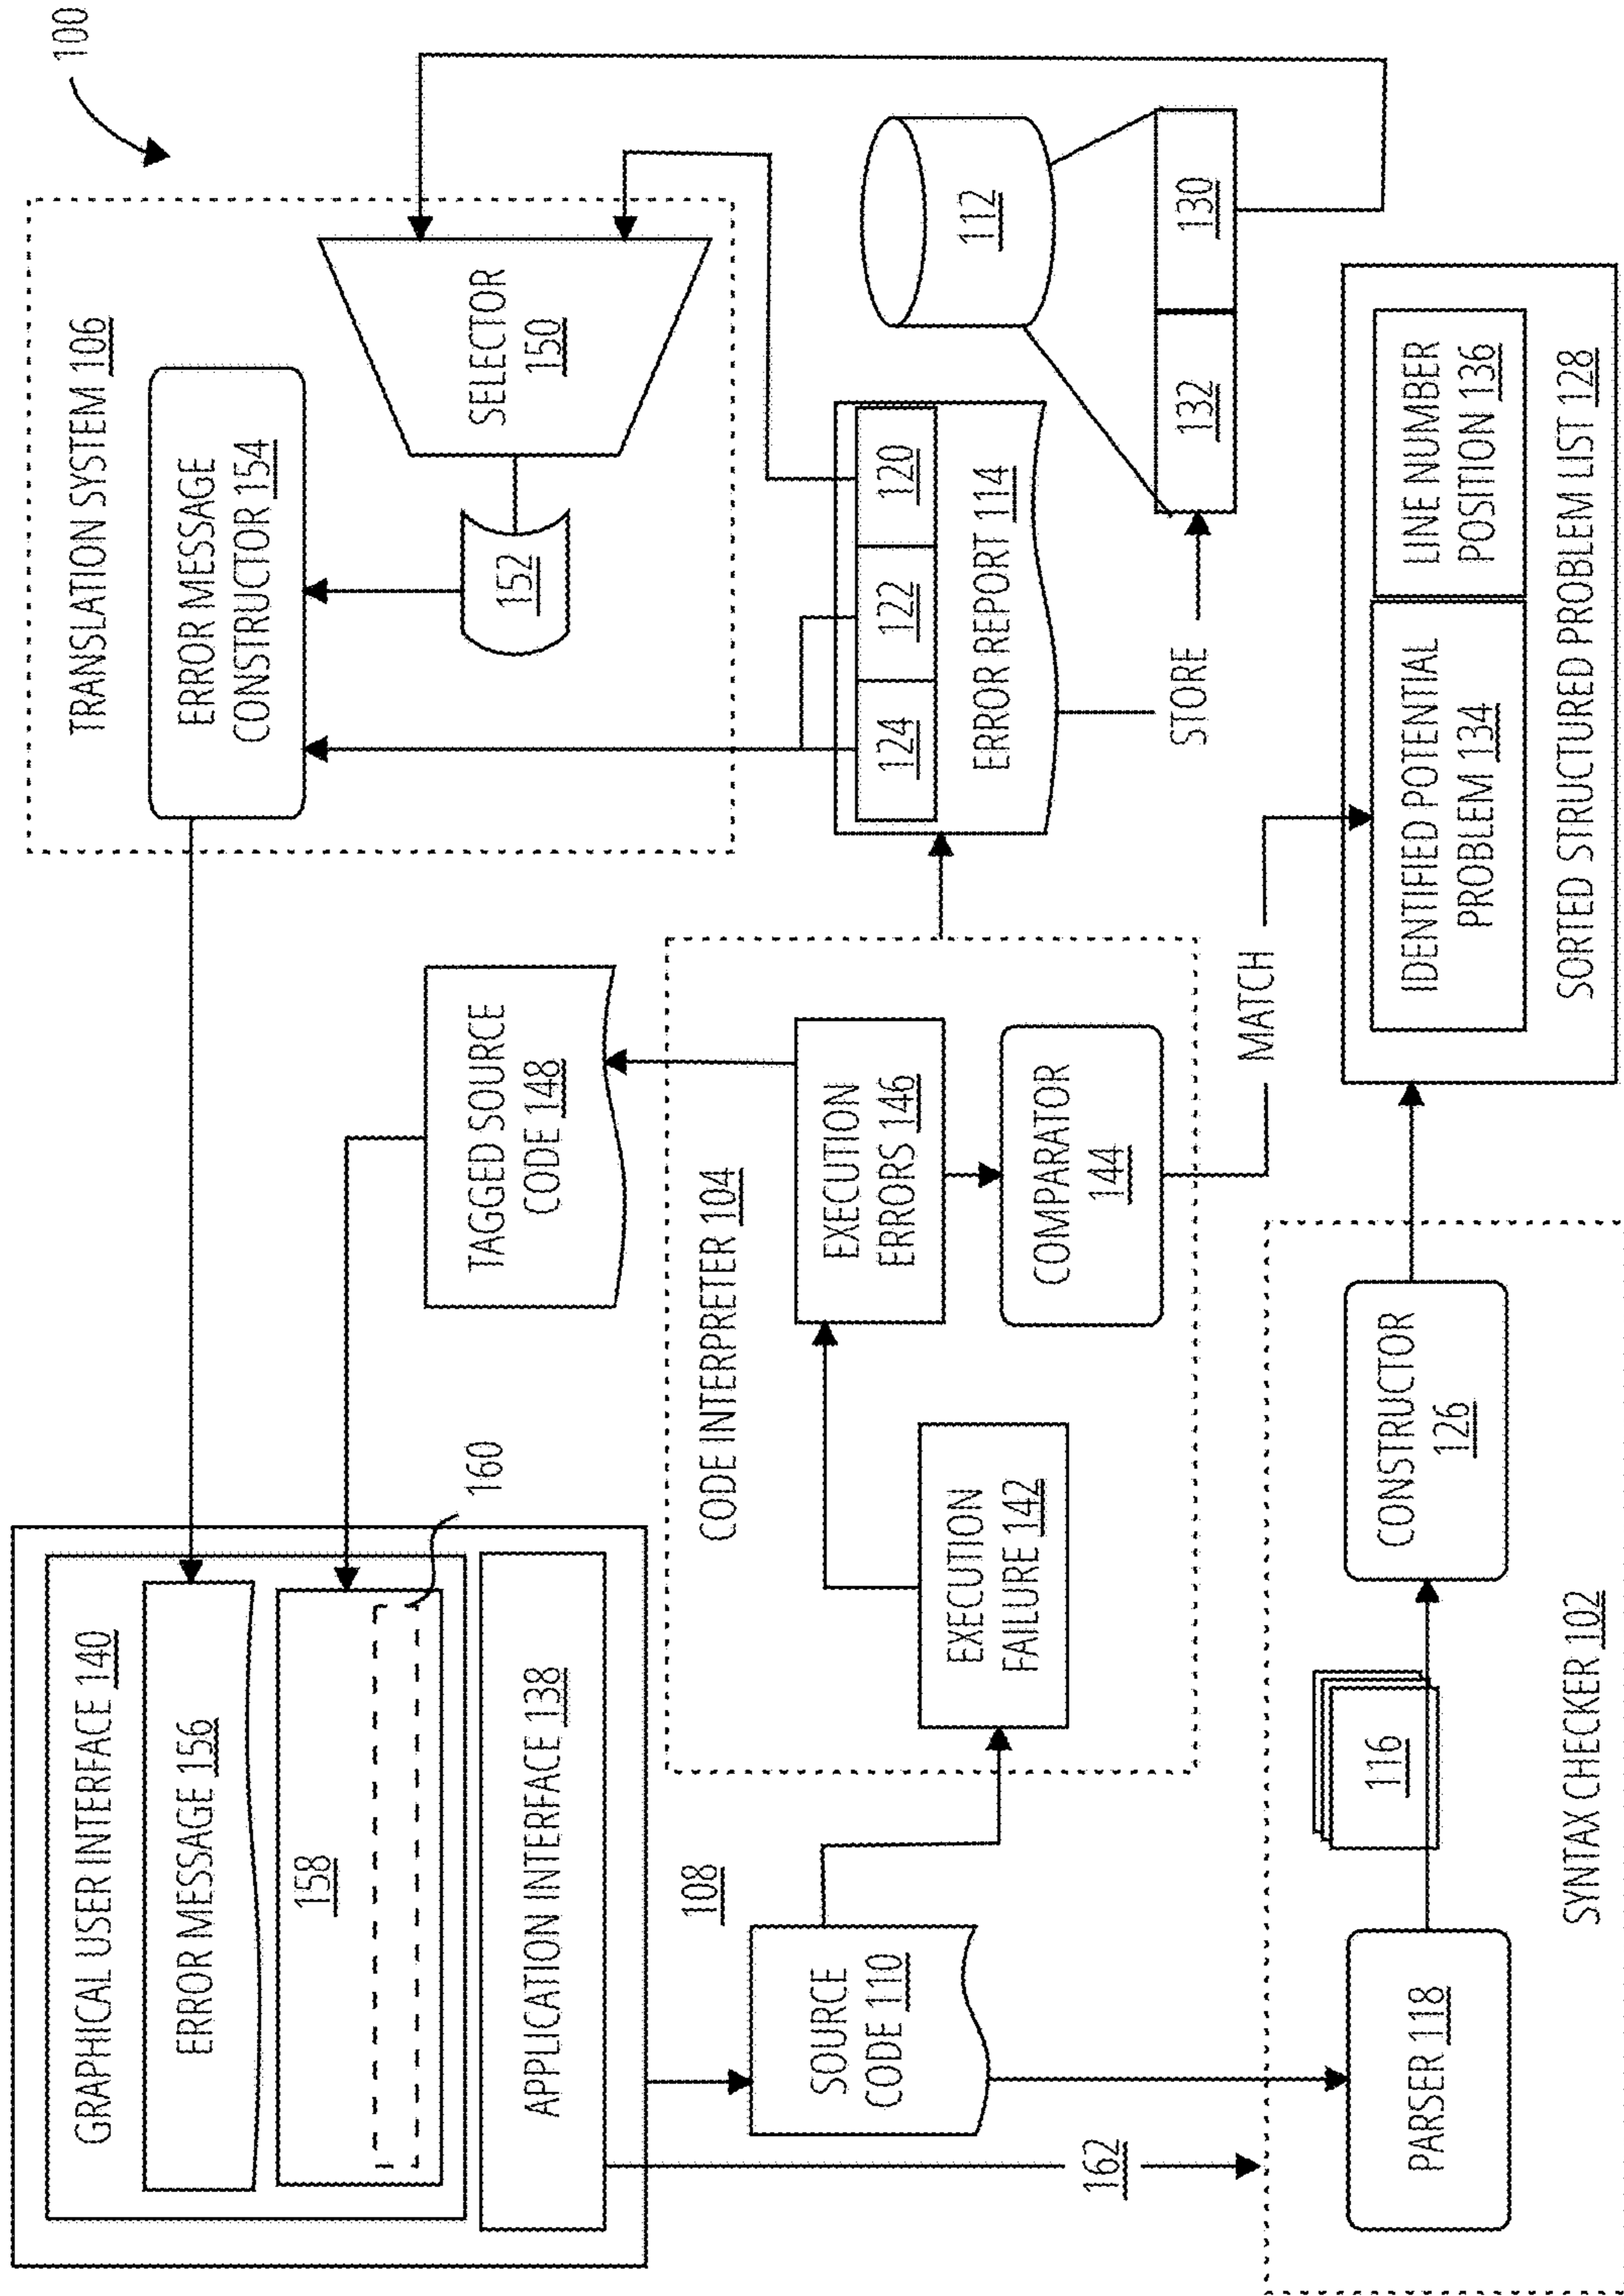 100
GRAPHICAL USER INTERFACE 140
ERROR MESSAGE 156
158
160
APPLICATION INTERFACE 138
TRANSLATION SYSTEM 106
ERROR MESSAGE
CONSTRUCTOR 154
152
SELECTOR
150
TAGGED SOURCE
CODE 148
108
SOURCE
CODE 110
162
CODE INTERPRETER 104
EXECUTION
FAILURE 142
EXECUTION
ERRORS 146
COMPARATOR
144
124
122
120
ERROR REPORT 114
112
STORE
132
130
MATCH
PARSER 118
116
CONSTRUCTOR
126
SYNTAX CHECKER 102
IDENTIFIED POTENTIAL
PROBLEM 134
LINE NUMBER
POSITION 136
SORTED STRUCTURED PROBLEM LIST 128